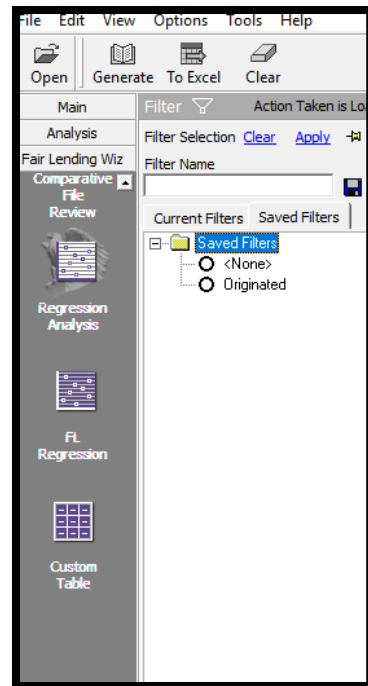 File Edit View Options Tools Help
Open Generate To Excel Clear
Main
Analysis
Fair Lending Wiz
Comparative
File
Review
Regression
Analysis
FL
Regression
Custom
Table
Filter Action Taken is Loa
Filter Selection Clear Apply
Filter Name
Current Filters Saved Filters
Saved Filters
<None>
Originated